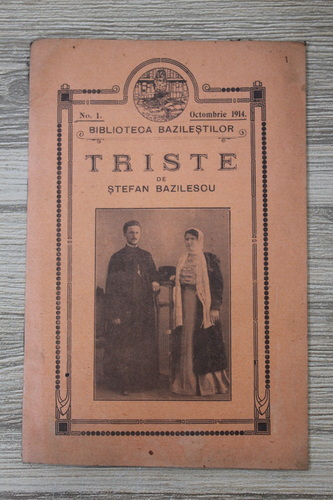 No. 1. Octombrie 1914.
BIBLIOTECA BAZILEȘTILOR
TRISTE
DE
ȘTEFAN BAZILESCU